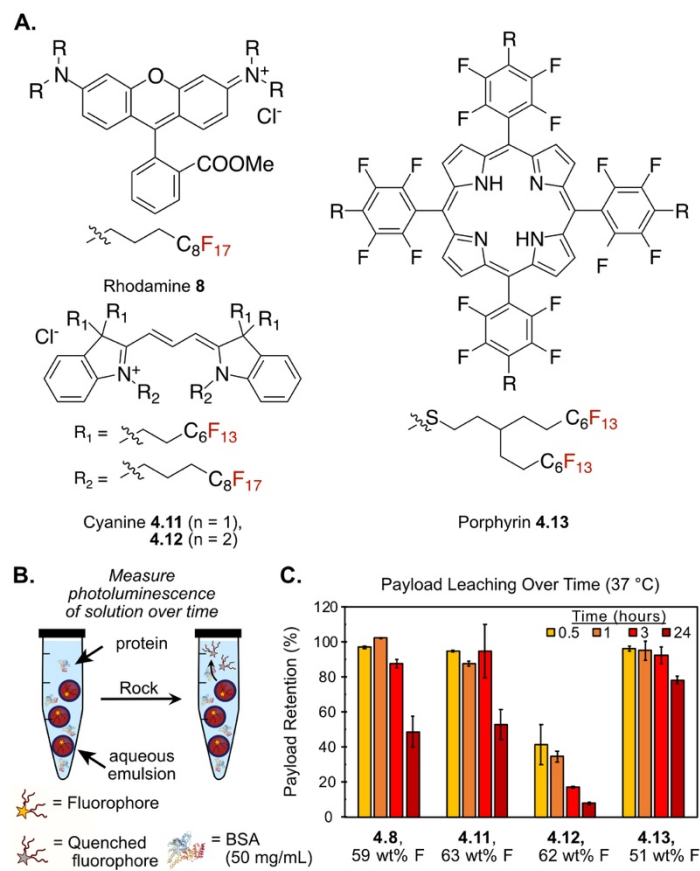 A.
R
R
N
R
O
N⁺
R
R
Cl⁻
COOMe
C₈F₁₇
Rhodamine 8
R₁ R₁
R₁ R₁
Cl⁻
N⁺
R₂
N
R₂
R₁ =
C₆F₁₃
R₂ =
C₈F₁₇
Cyanine 4.11 (n = 1),
4.12 (n = 2)
R
F F
F F
F F
F F
R
F F
NH N
N HN
F F
R
F F
F F
F F
R
S
C₆F₁₃
C₆F₁₃
Porphyrin 4.13
B.
Measure
photoluminescence
of solution over time
protein
Rock
aqueous
emulsion
= Fluorophore
= Quenched
fluorophore
= BSA
(50 mg/mL)
C.
Payload Leaching Over Time (37 °C)
Time (hours)
0.5 1 3 24
Payload Retention (%)
120
100
80
60
40
20
0
4.8, 4.11, 4.12, 4.13,
59 wt% F 63 wt% F 62 wt% F 51 wt% F